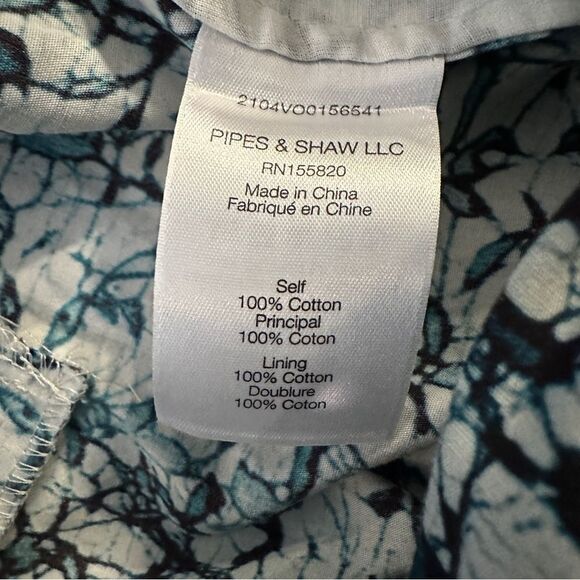 2104VO0156541
PIPES & SHAW LLC
RN155820
Made in China
Fabriqué en Chine
Self
100% Cotton
Principal
100% Coton
Lining
100% Cotton
Doublure
100% Coton